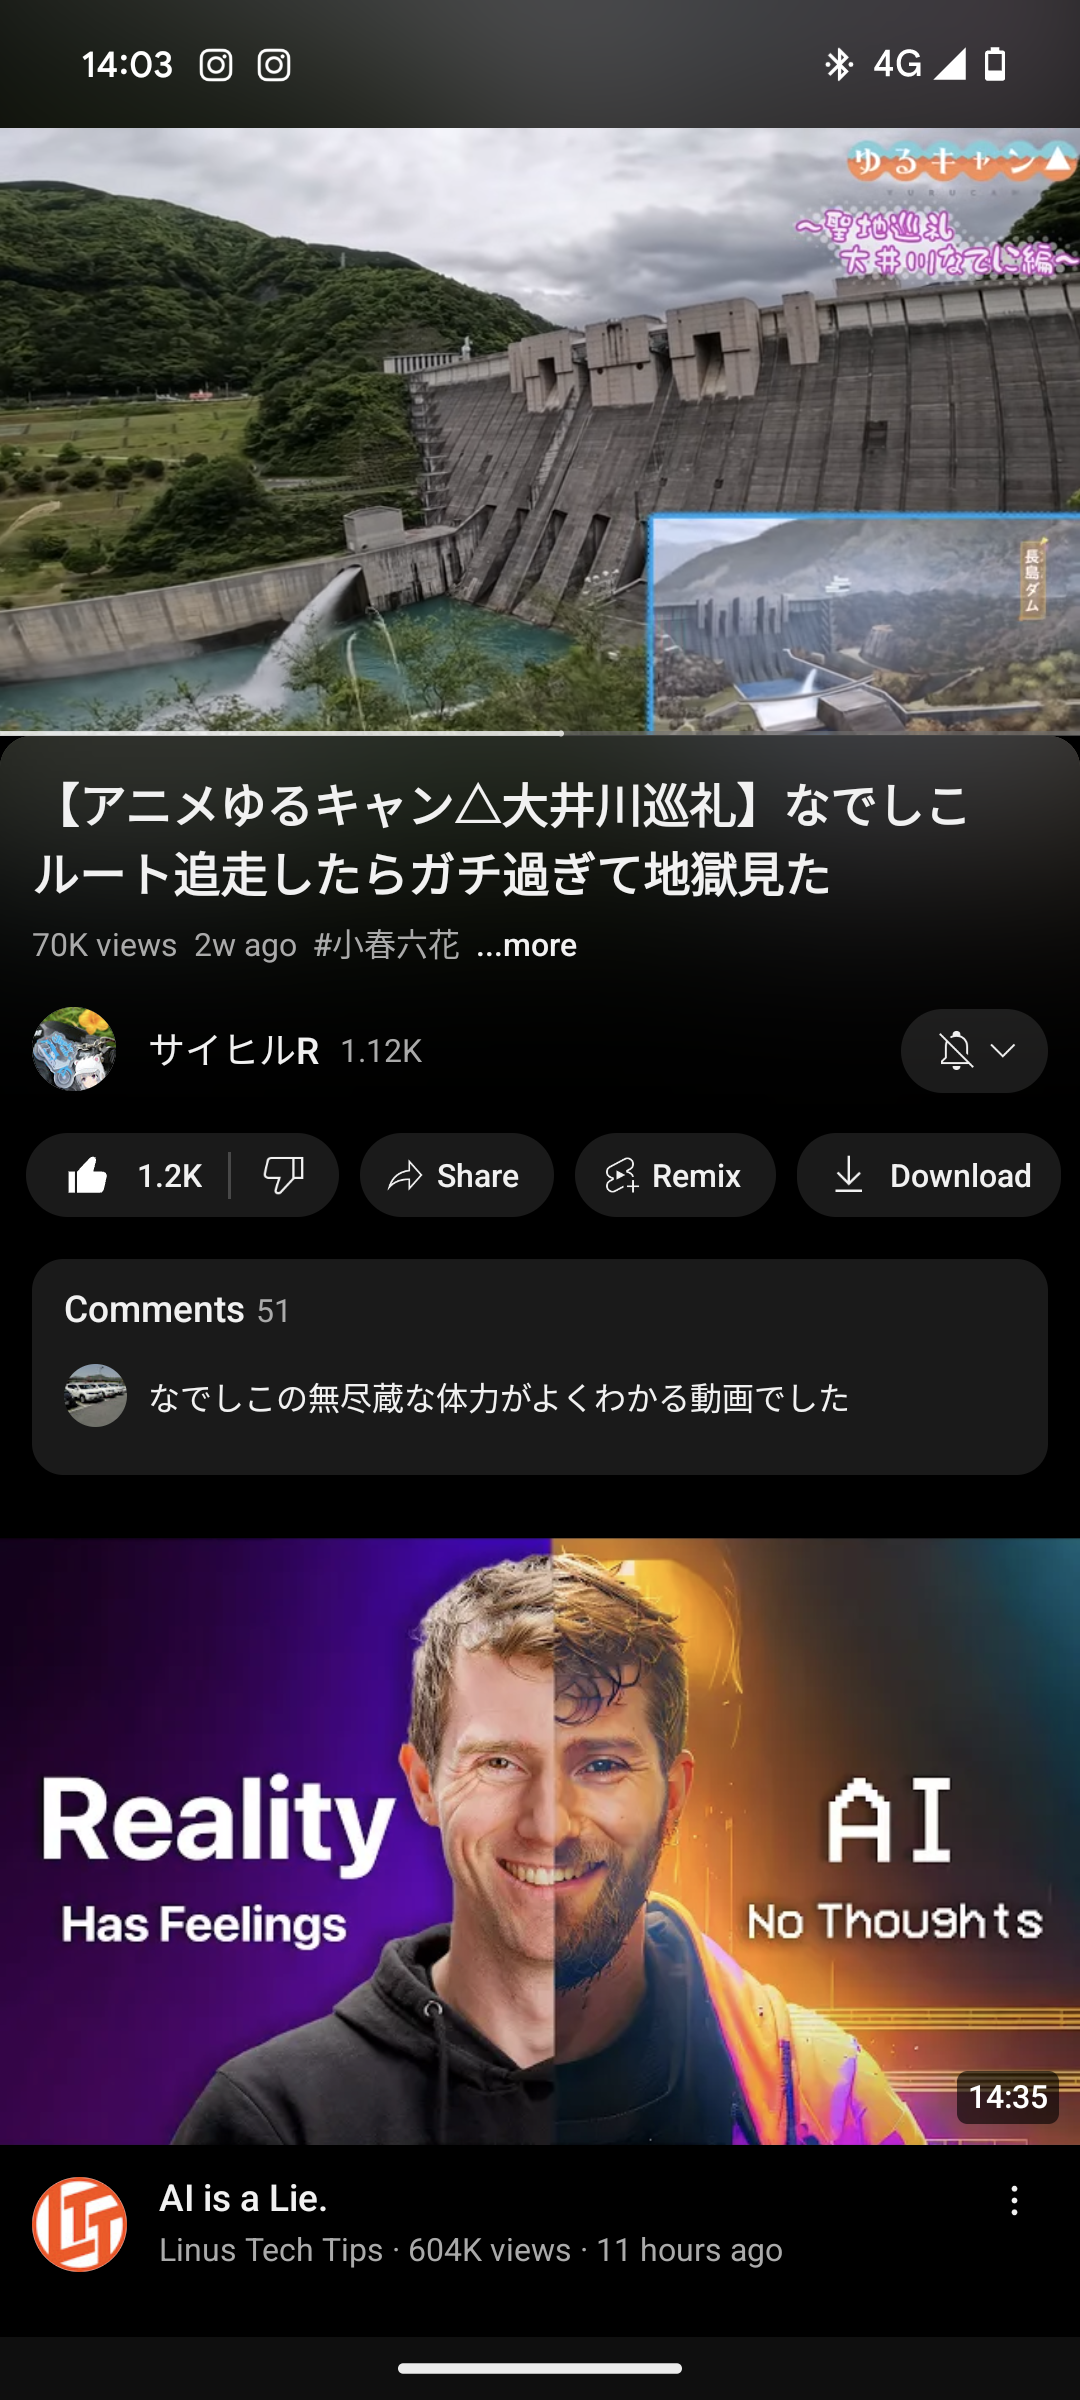 14:03
4G
ゆるキャン▲
YURUCAMP
～聖地巡礼
大井川なでしこ編～
長島ダム
【アニメゆるキャン△大井川巡礼】なでしこ
ルート追走したらガチ過ぎて地獄見た
70K views 2w ago #小春六花 ...more
サイヒルR 1.12K
1.2K
Share
Remix
Download
Comments 51
なでしこの無尽蔵な体力がよくわかる動画でした
Reality
Has Feelings
AI
No Thoughts
14:35
LTT
AI is a Lie.
Linus Tech Tips · 604K views · 11 hours ago